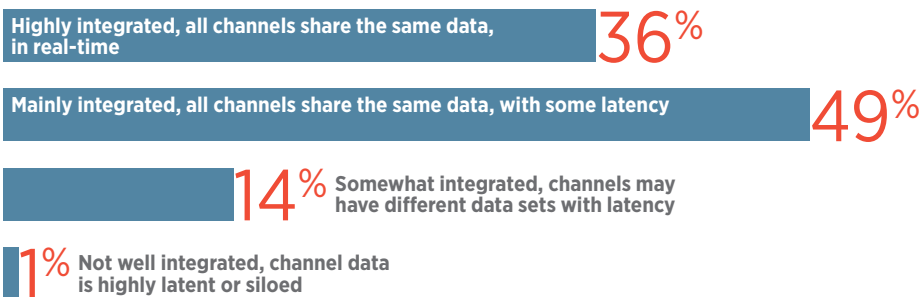 Highly integrated, all channels share the same data,
in real-time
36%
Mainly integrated, all channels share the same data, with some latency
49%
14%
Somewhat integrated, channels may
have different data sets with latency
1%
Not well integrated, channel data
is highly latent or siloed